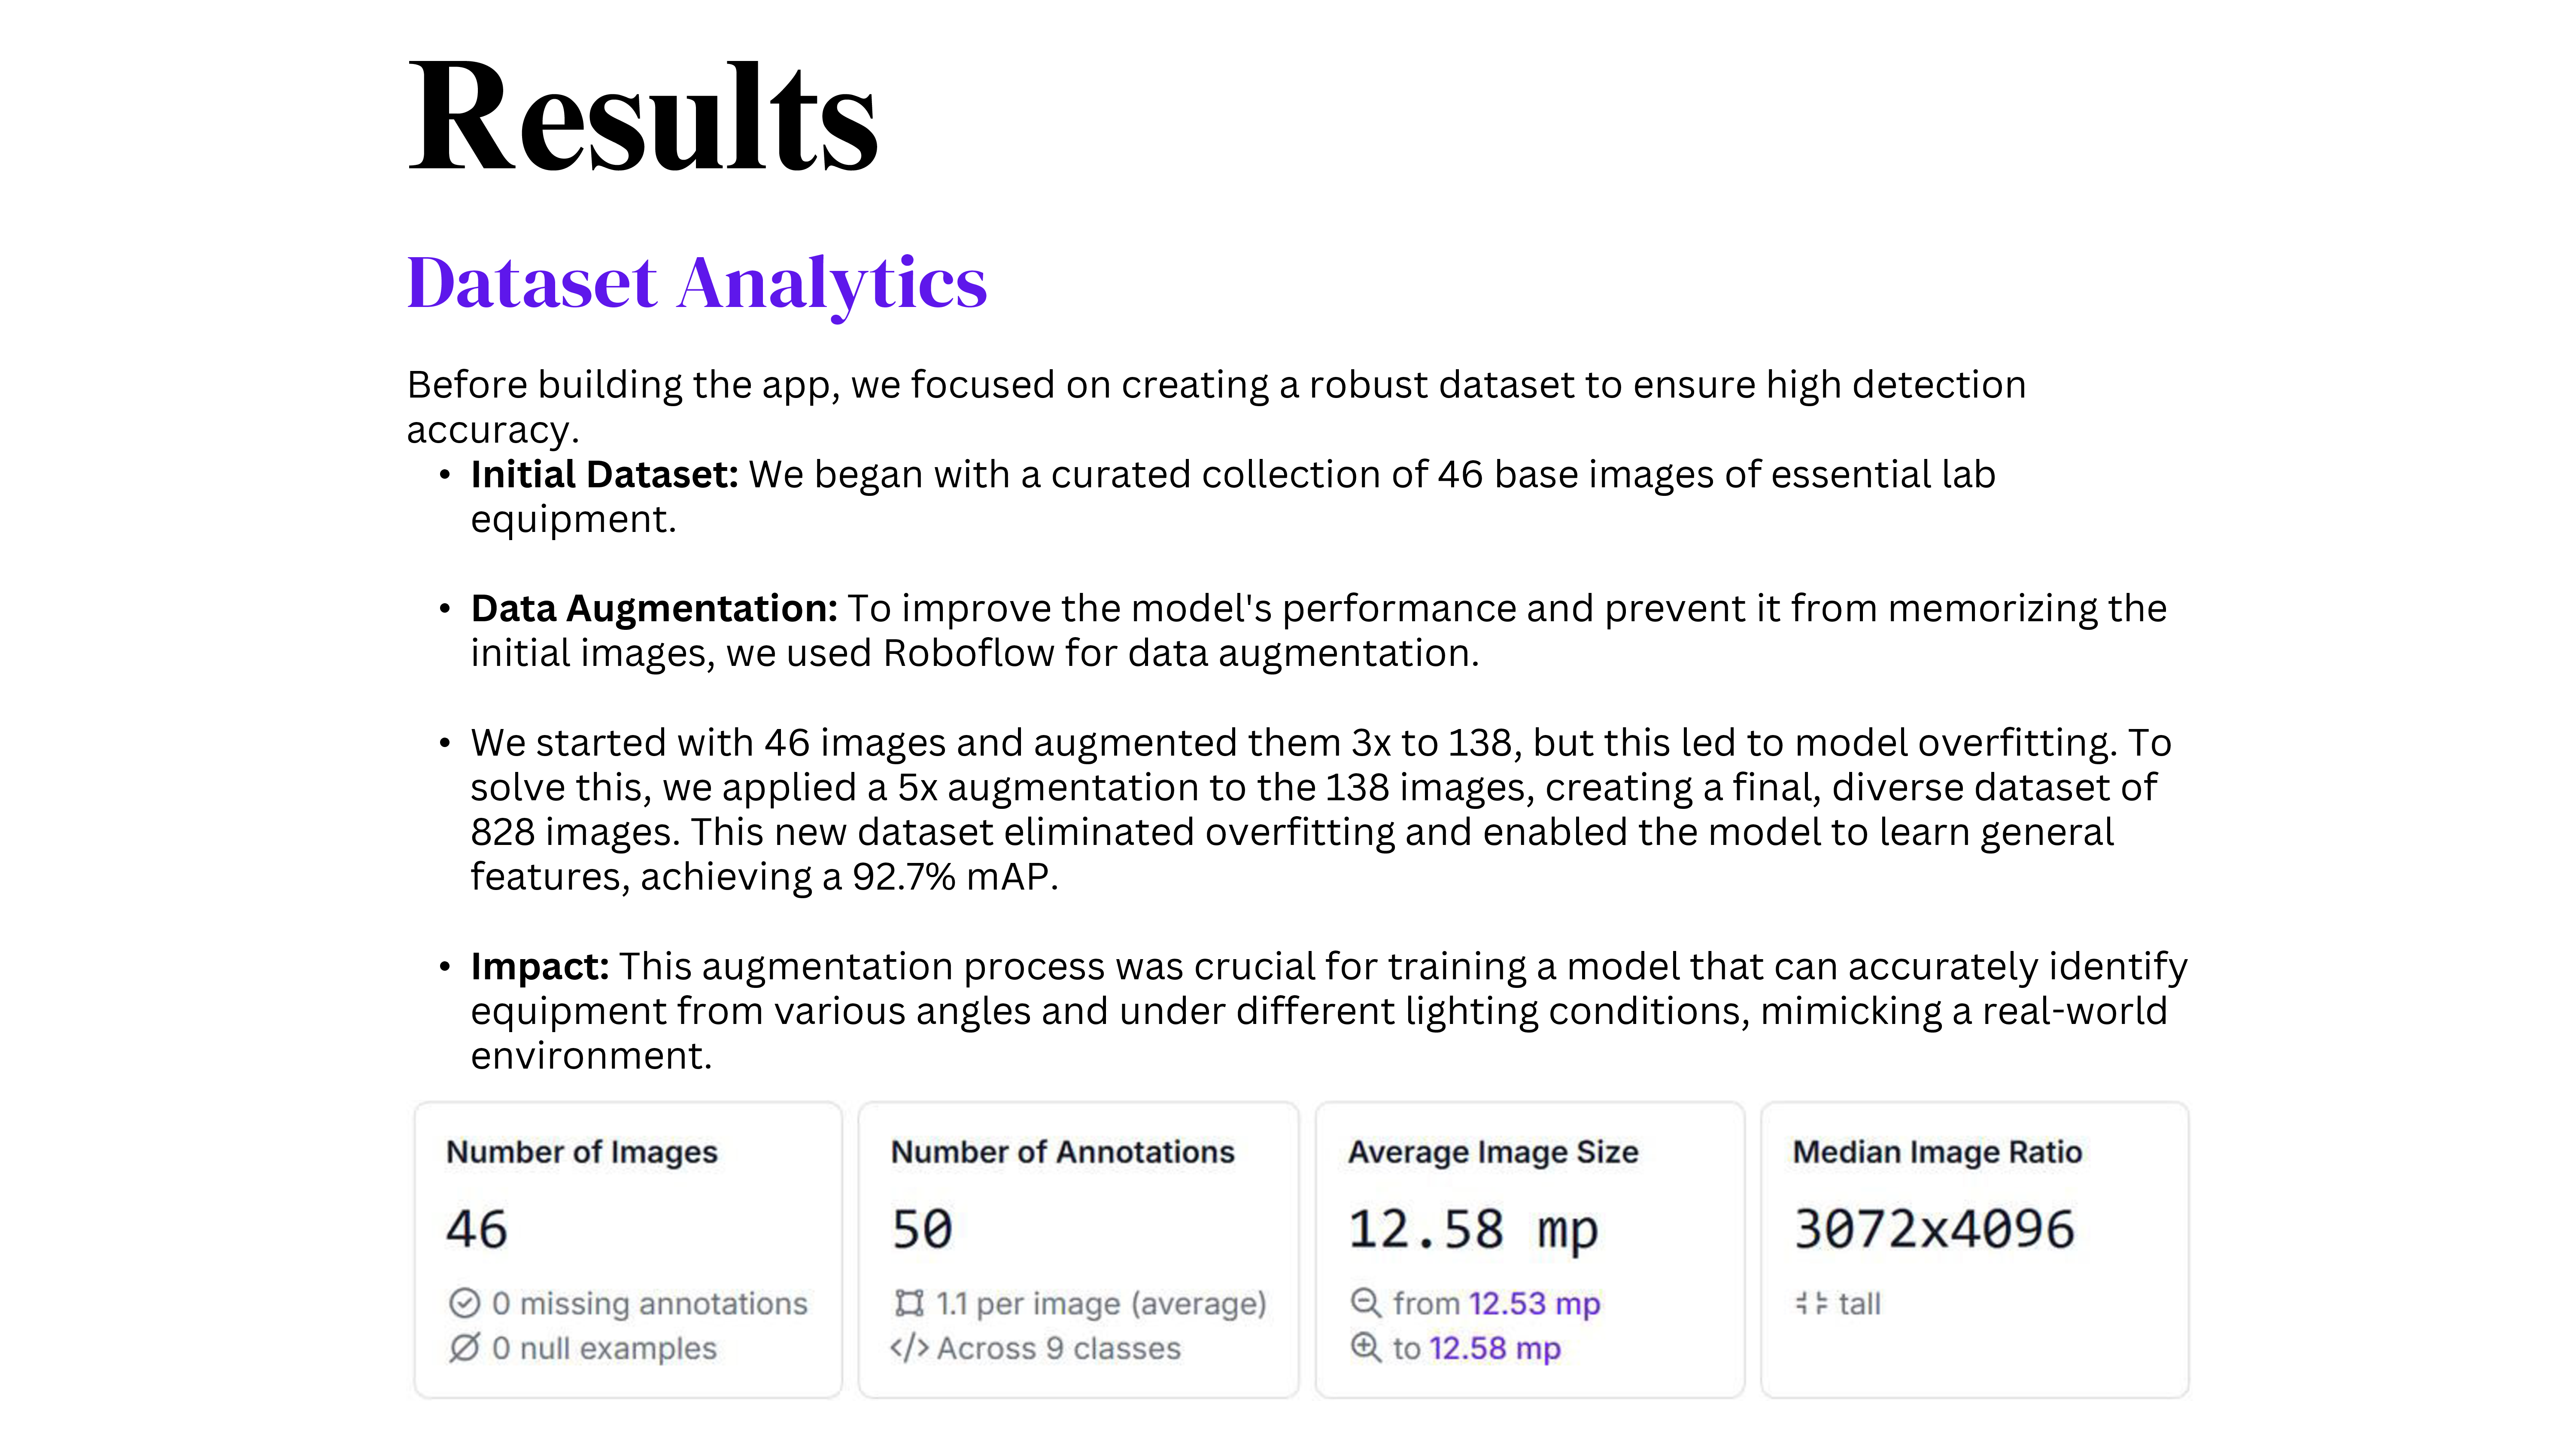 Results
Dataset Analytics
Before building the app, we focused on creating a robust dataset to ensure high detection
accuracy.
• Initial Dataset: We began with a curated collection of 46 base images of essential lab
equipment.
• Data Augmentation: To improve the model's performance and prevent it from memorizing the
initial images, we used Roboflow for data augmentation.
• We started with 46 images and augmented them 3x to 138, but this led to model overfitting. To
solve this, we applied a 5x augmentation to the 138 images, creating a final, diverse dataset of
828 images. This new dataset eliminated overfitting and enabled the model to learn general
features, achieving a 92.7% mAP.
• Impact: This augmentation process was crucial for training a model that can accurately identify
equipment from various angles and under different lighting conditions, mimicking a real-world
environment.
Number of Images
46
0 missing annotations
0 null examples
Number of Annotations
50
1.1 per image (average)
</> Across 9 classes
Average Image Size
12.58 mp
from 12.53 mp
to 12.58 mp
Median Image Ratio
3072x4096
tall